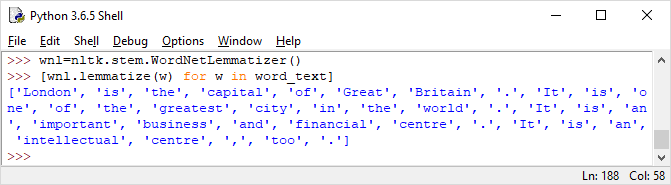 Python 3.6.5 Shell
File Edit Shell Debug Options Window Help
>>> wnl=nltk.stem.WordNetLemmatizer()
>>> [wnl.lemmatize(w) for w in word_text]
['London', 'is', 'the', 'capital', 'of', 'Great', 'Britain', '.', 'It', 'is', 'o
ne', 'of', 'the', 'greatest', 'city', 'in', 'the', 'world', '.', 'It', 'is', 'an
', 'important', 'business', 'and', 'financial', 'centre', '.', 'It', 'is', 'an',
 'intellectual', 'centre', ',', 'too', '.']
>>>
Ln: 188 Col: 58